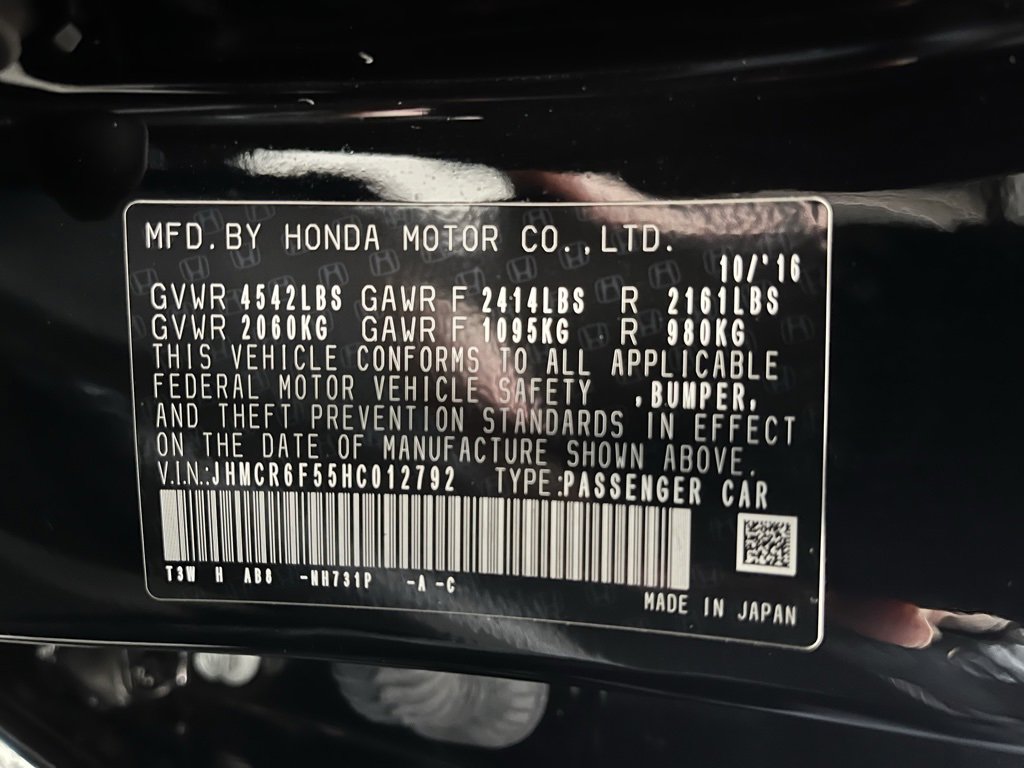 MFD.BY HONDA MOTOR CO.,LTD.
10/'16
GVWR 4542LBS GAWR F 2414LBS R 2161LBS
GVWR 2060KG GAWR F 1095KG R 980KG
THIS VEHICLE CONFORMS TO ALL APPLICABLE
FEDERAL MOTOR VEHICLE SAFETY ,BUMPER,
AND THEFT PREVENTION STANDARDS IN EFFECT
ON THE DATE OF MANUFACTURE SHOWN ABOVE.
V.I.N.:JHMCR6F55HC012792 TYPE:PASSENGER CAR
T3W H AB8 -NH731P -A -C
MADE IN JAPAN